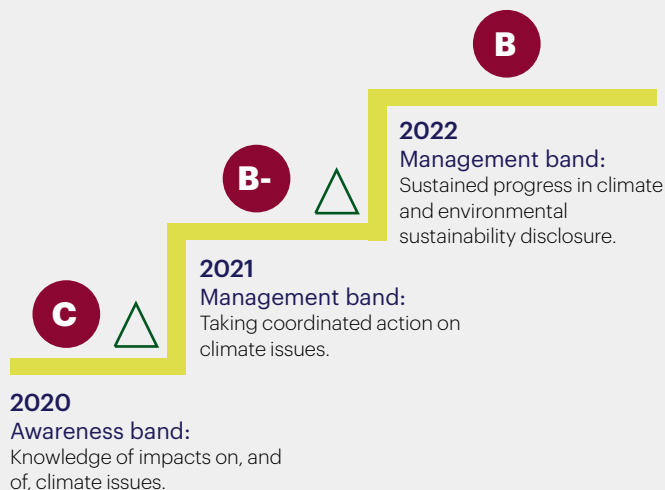 B
2022
Management band:
Sustained progress in climate
and environmental
sustainability disclosure.
B-
2021
Management band:
Taking coordinated action on
climate issues.
C
2020
Awareness band:
Knowledge of impacts on, and
of, climate issues.